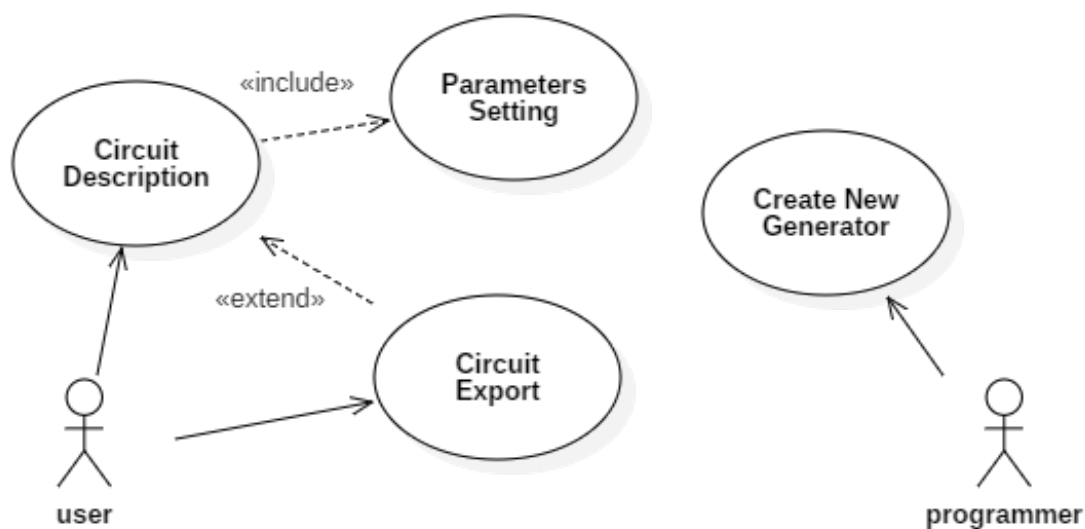 «include»
Parameters
Setting
Circuit
Description
Create New
Generator
«extend»
Circuit
Export
user
programmer